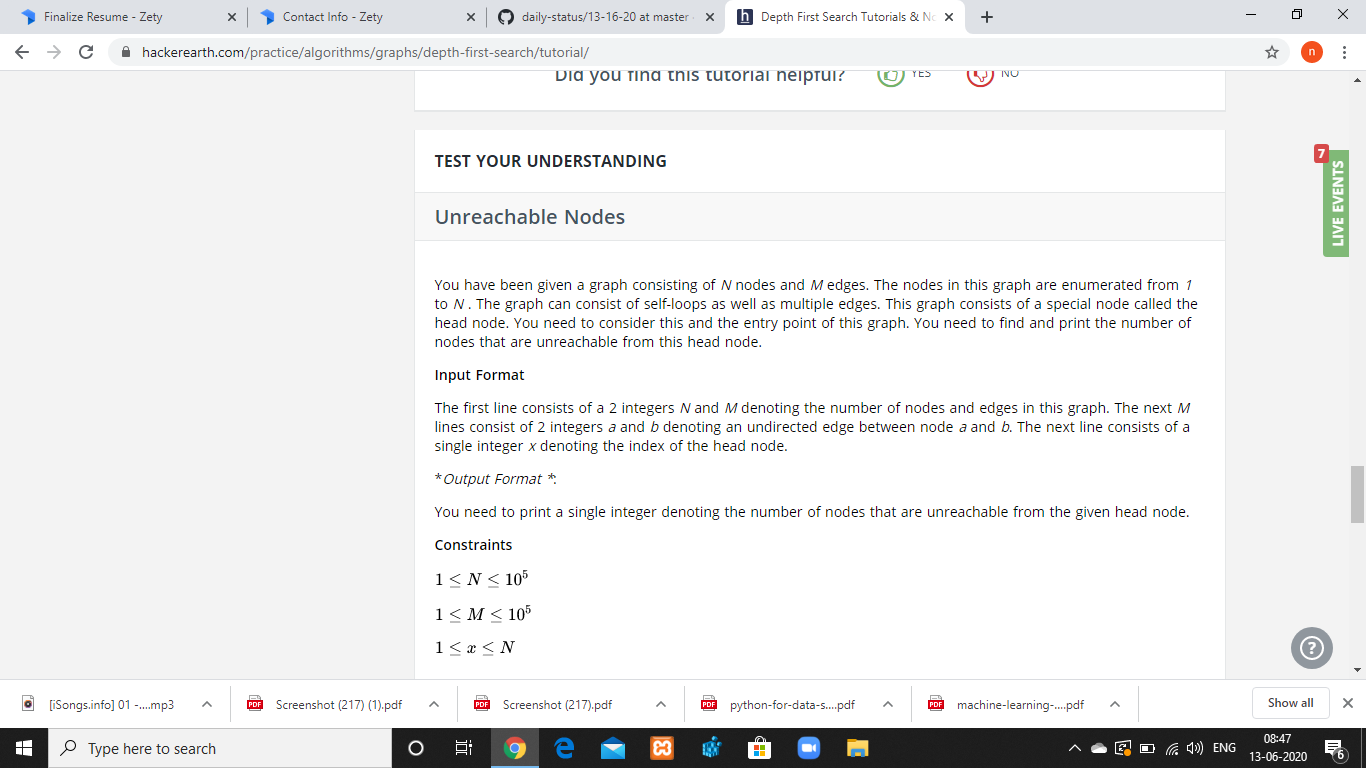 Finalize Resume - Zety
Contact Info - Zety
daily-status/13-16-20 at master
Depth First Search Tutorials & N
hackerearth.com/practice/algorithms/graphs/depth-first-search/tutorial/
n
Did you find this tutorial helpful?
YES
NO
TEST YOUR UNDERSTANDING
Unreachable Nodes
7
LIVE EVENTS
You have been given a graph consisting of N nodes and M edges. The nodes in this graph are enumerated from 1
to N . The graph can consist of self-loops as well as multiple edges. This graph consists of a special node called the
head node. You need to consider this and the entry point of this graph. You need to find and print the number of
nodes that are unreachable from this head node.
Input Format
The first line consists of a 2 integers N and M denoting the number of nodes and edges in this graph. The next M
lines consist of 2 integers a and b denoting an undirected edge between node a and b. The next line consists of a
single integer x denoting the index of the head node.
*Output Format *:
You need to print a single integer denoting the number of nodes that are unreachable from the given head node.
Constraints
1 ≤ N ≤ 10⁵
1 ≤ M ≤ 10⁵
1 ≤ x ≤ N
?
[iSongs.info] 01 -....mp3
PDF Screenshot (217) (1).pdf
PDF Screenshot (217).pdf
PDF python-for-data-s....pdf
PDF machine-learning-....pdf
Show all
Type here to search
ENG
08:47
13-06-2020
6